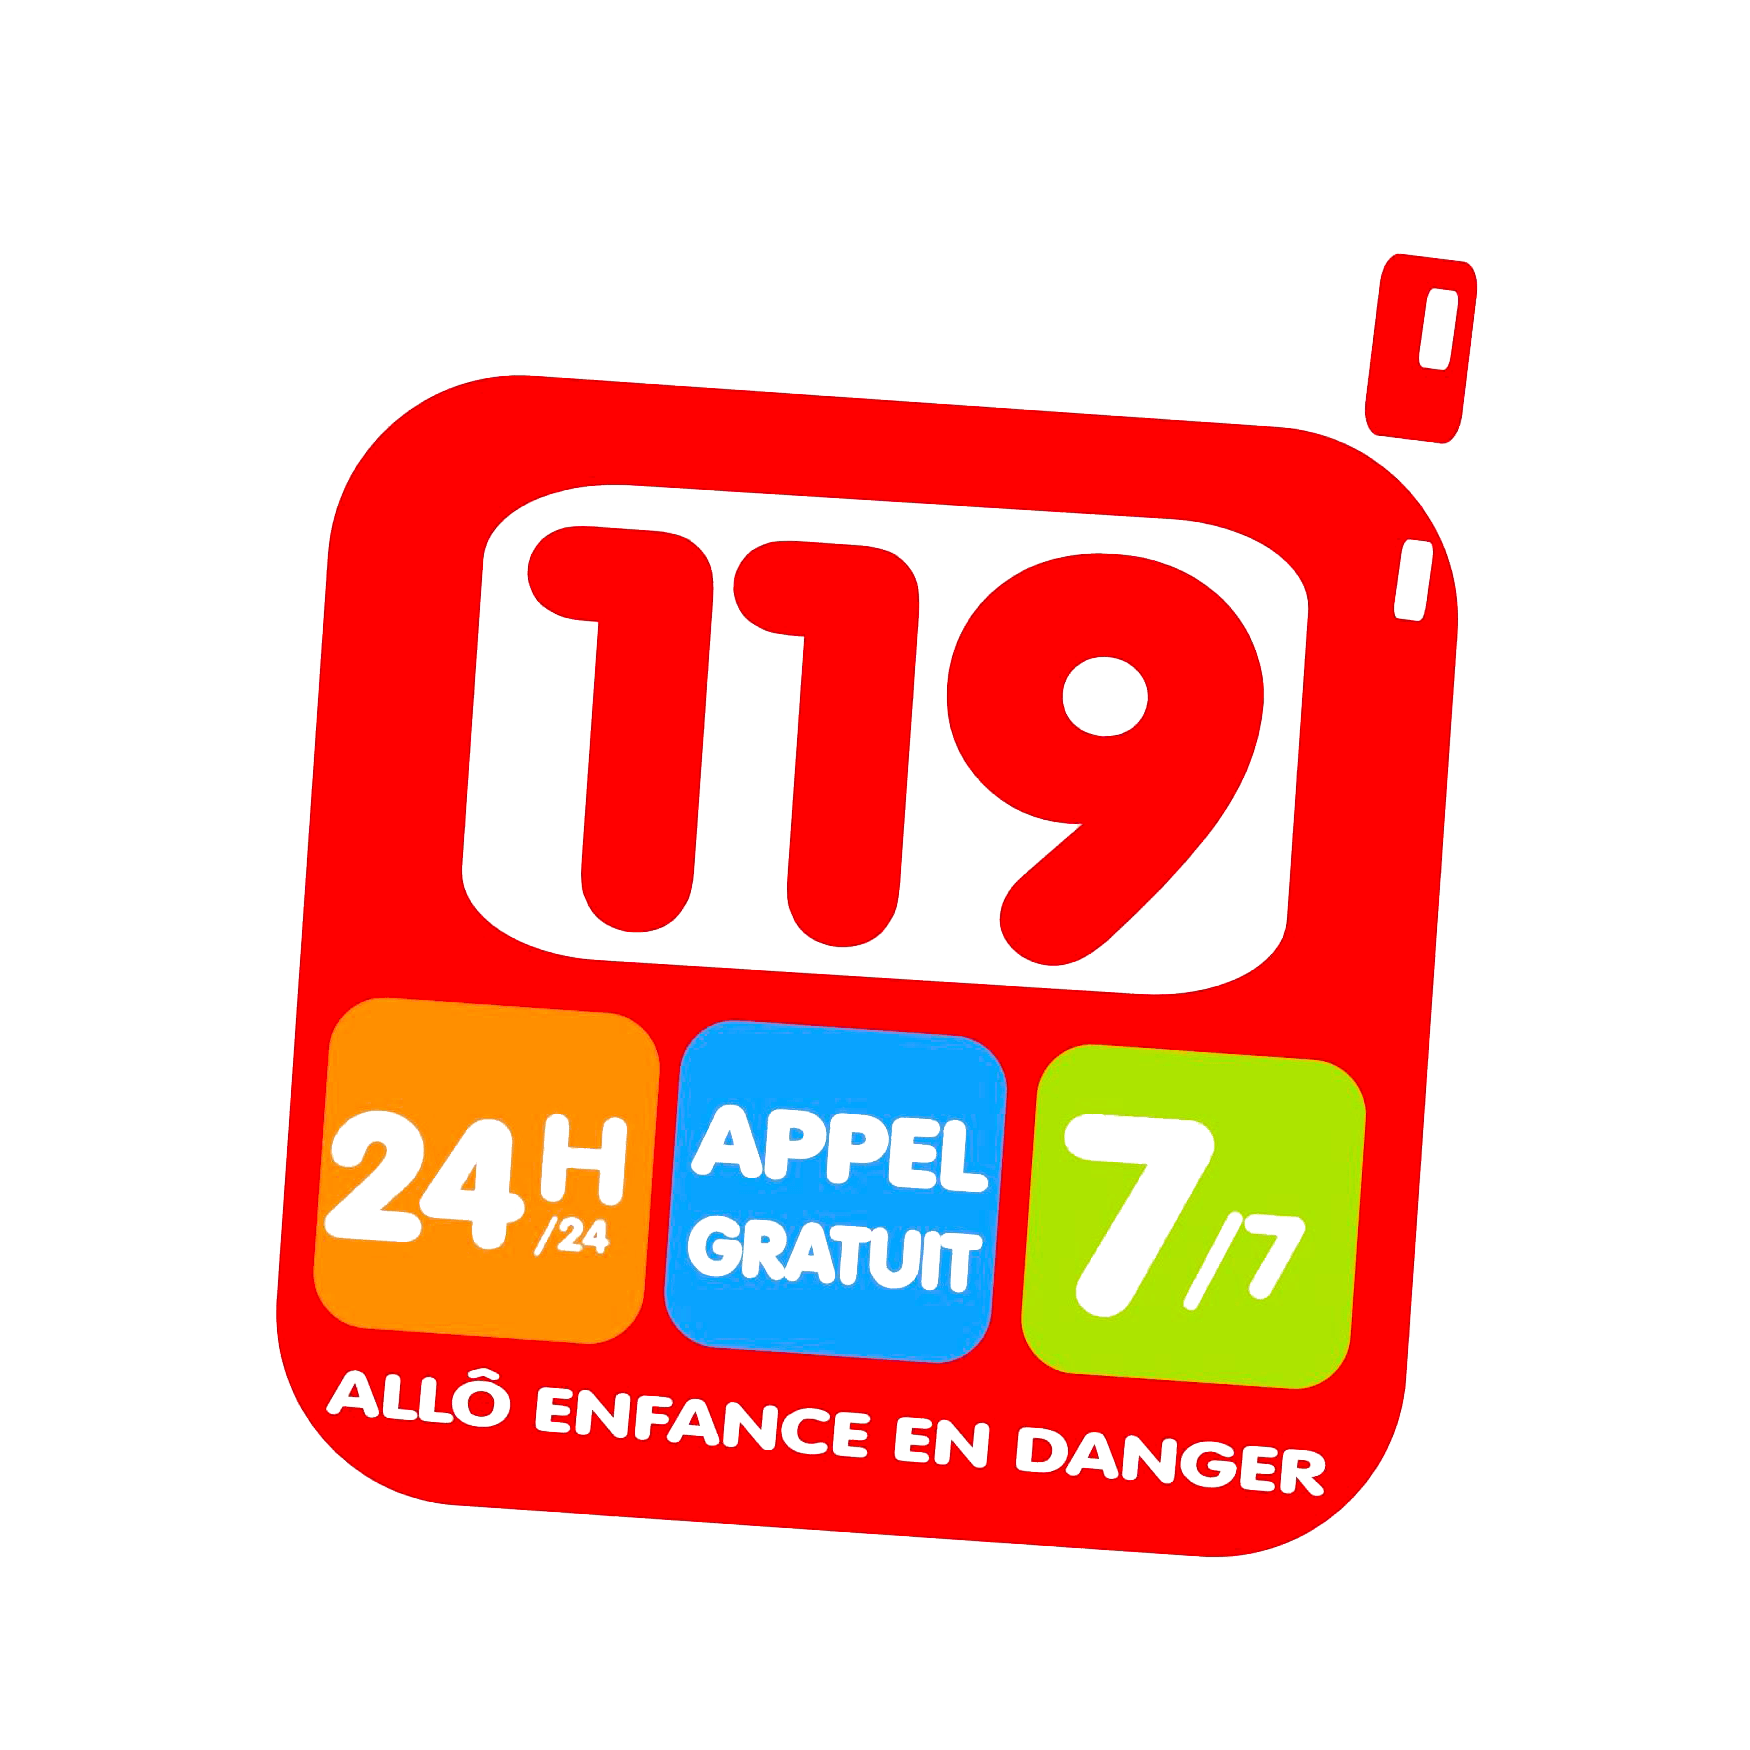 119
24H/24
APPEL
GRATUIT
7/7
ALLÔ ENFANCE EN DANGER